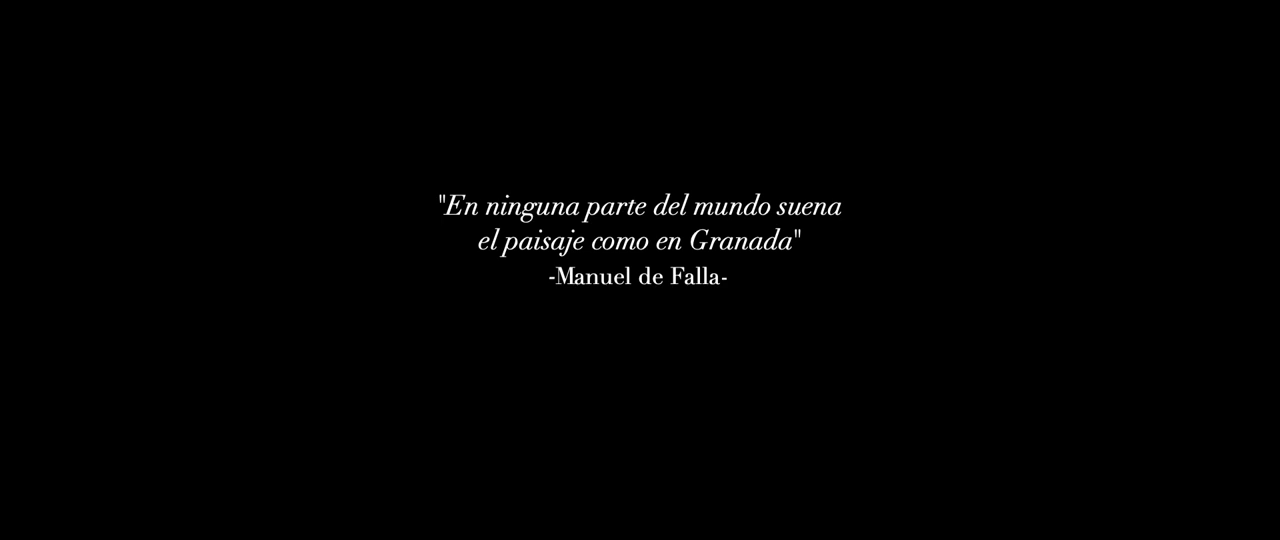 "En ninguna parte del mundo suena
el paisaje como en Granada"
-Manuel de Falla-